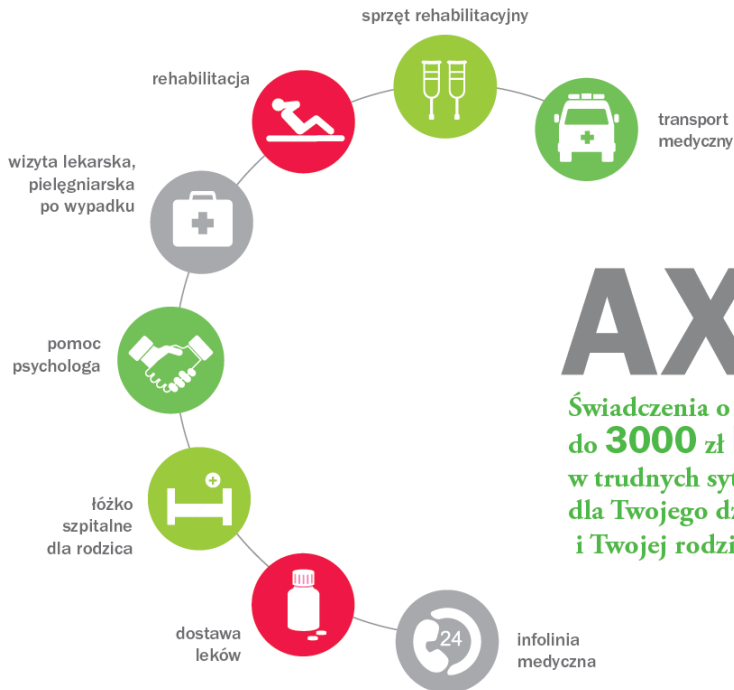 sprzęt rehabilitacyjny
rehabilitacja
transport
medyczny
wizyta lekarska,
pielęgniarska
po wypadku
pomoc
psychologa
łóżko
szpitalne
dla rodzica
dostawa
leków
24
infolinia
medyczna
AX
Świadczenia o
do 3000 zł
w trudnych syt
dla Twojego dz
i Twojej rodzi